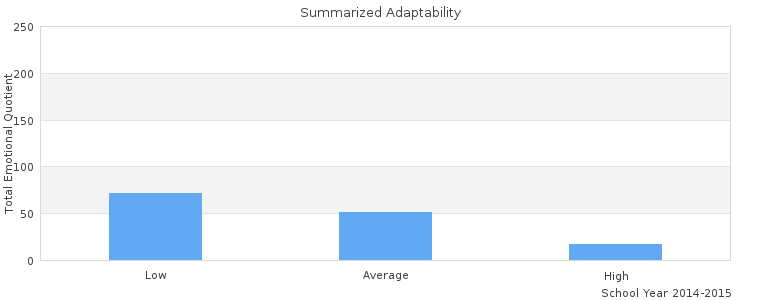 Summarized Adaptability
Total Emotional Quotient
250
200
150
100
50
0
Low Average High
School Year 2014-2015